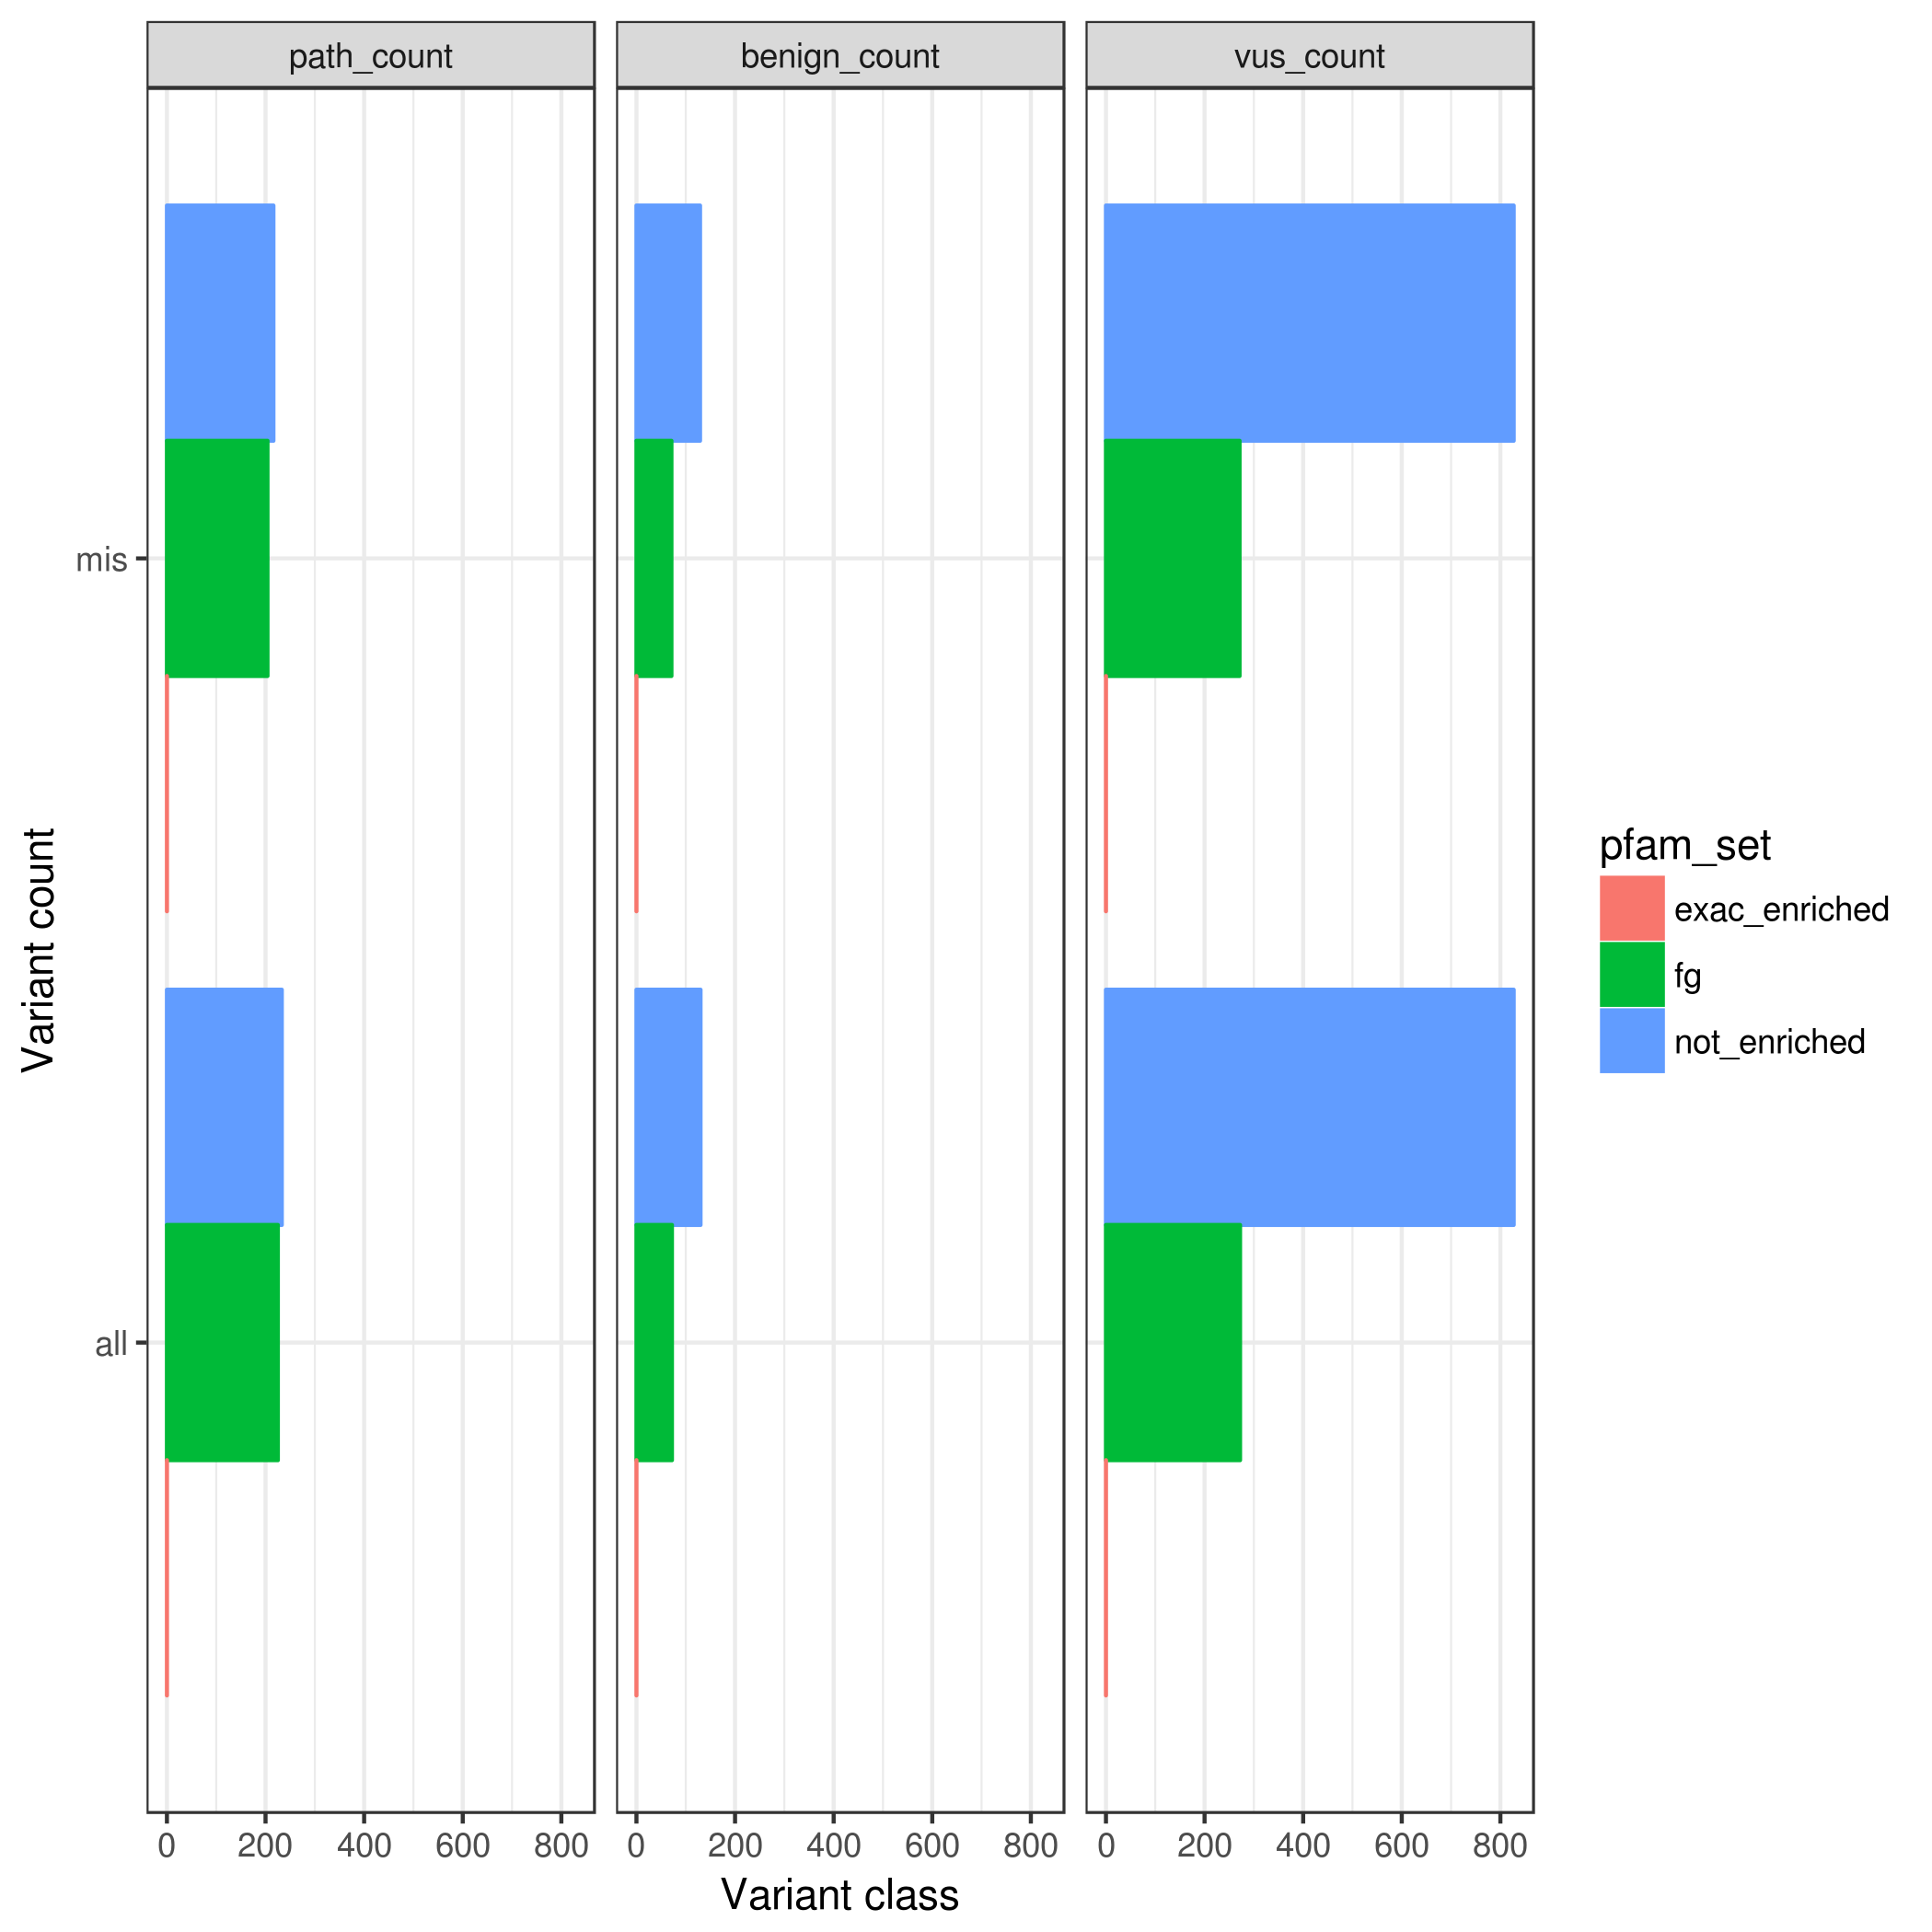 path_count benign_count vus_count
mis
all
Variant count
0 200 400 600 800 0 200 400 600 800 0 200 400 600 800
Variant class
pfam_set
exac_enriched
fg
not_enriched